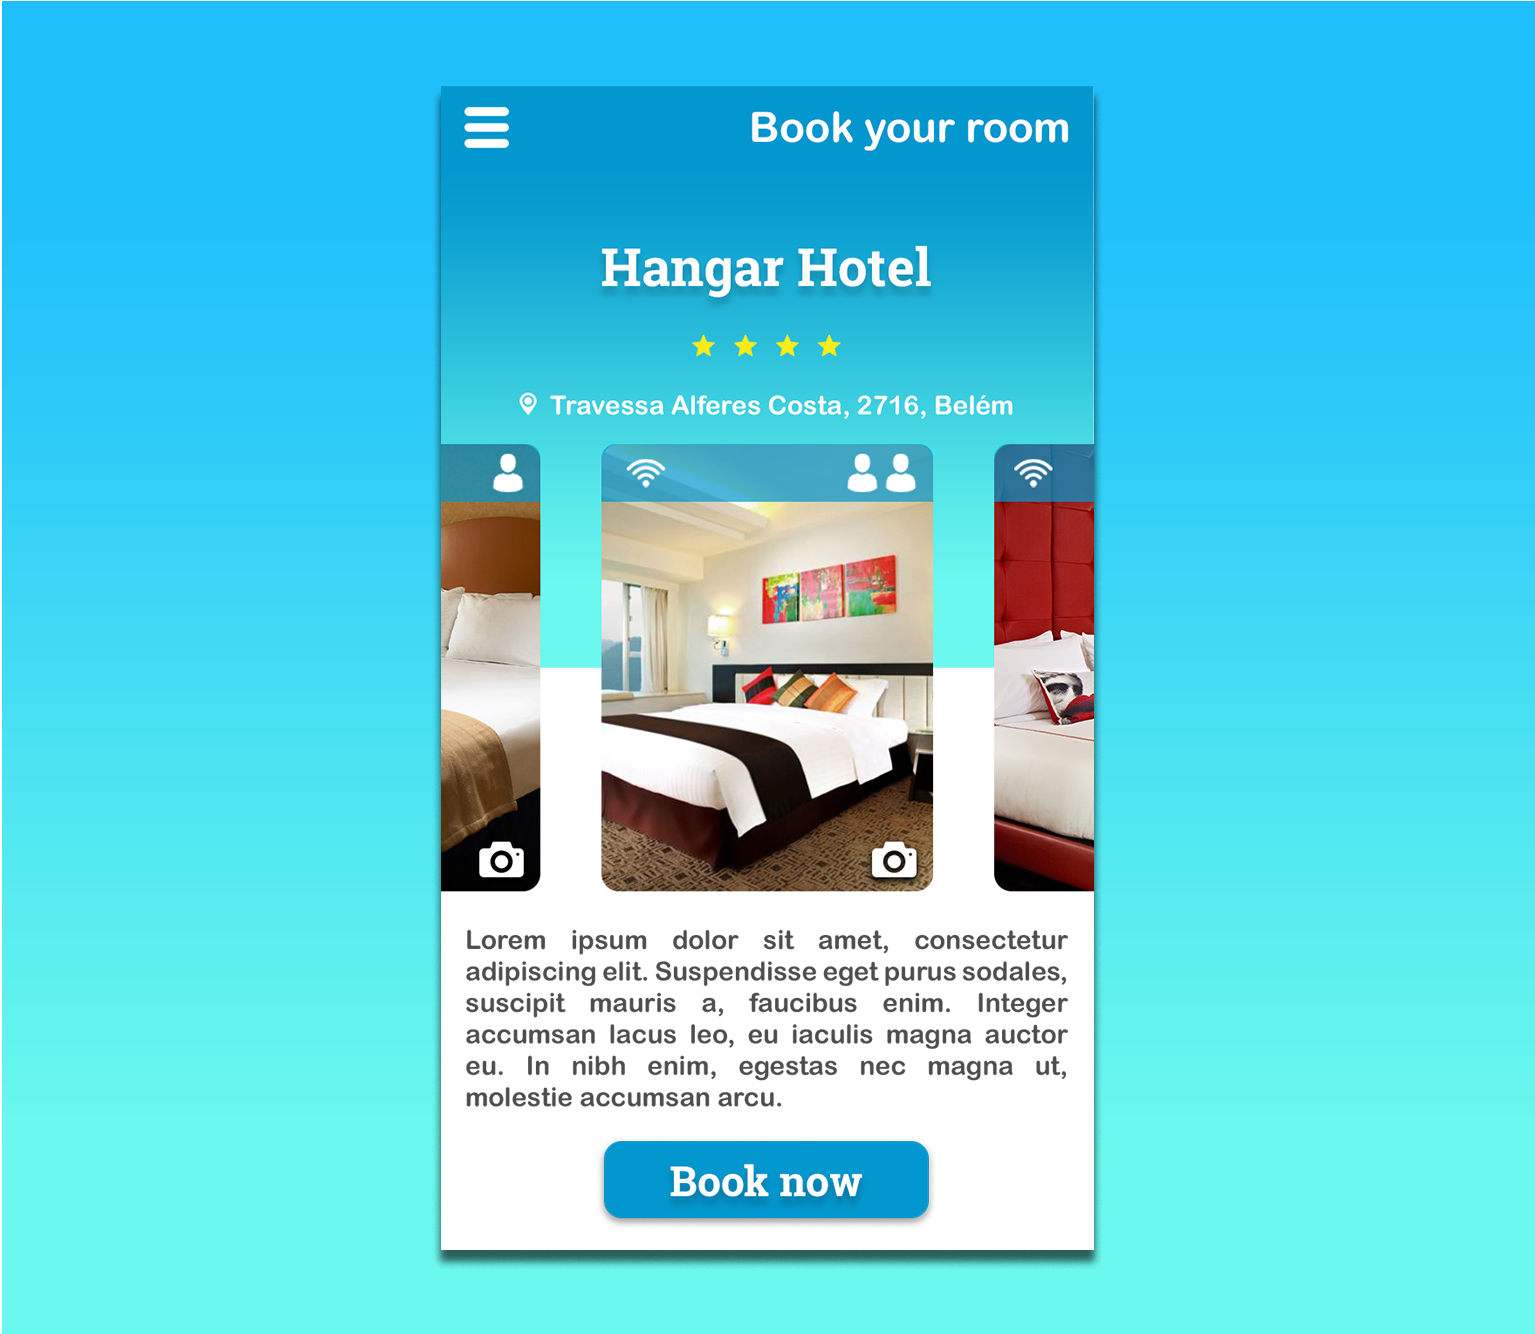 Book your room
Hangar Hotel
Travessa Alferes Costa, 2716, Belém
Lorem ipsum dolor sit amet, consectetur
adipiscing elit. Suspendisse eget purus sodales,
suscipit mauris a, faucibus enim. Integer
accumsan lacus leo, eu iaculis magna auctor
eu. In nibh enim, egestas nec magna ut,
molestie accumsan arcu.
Book now